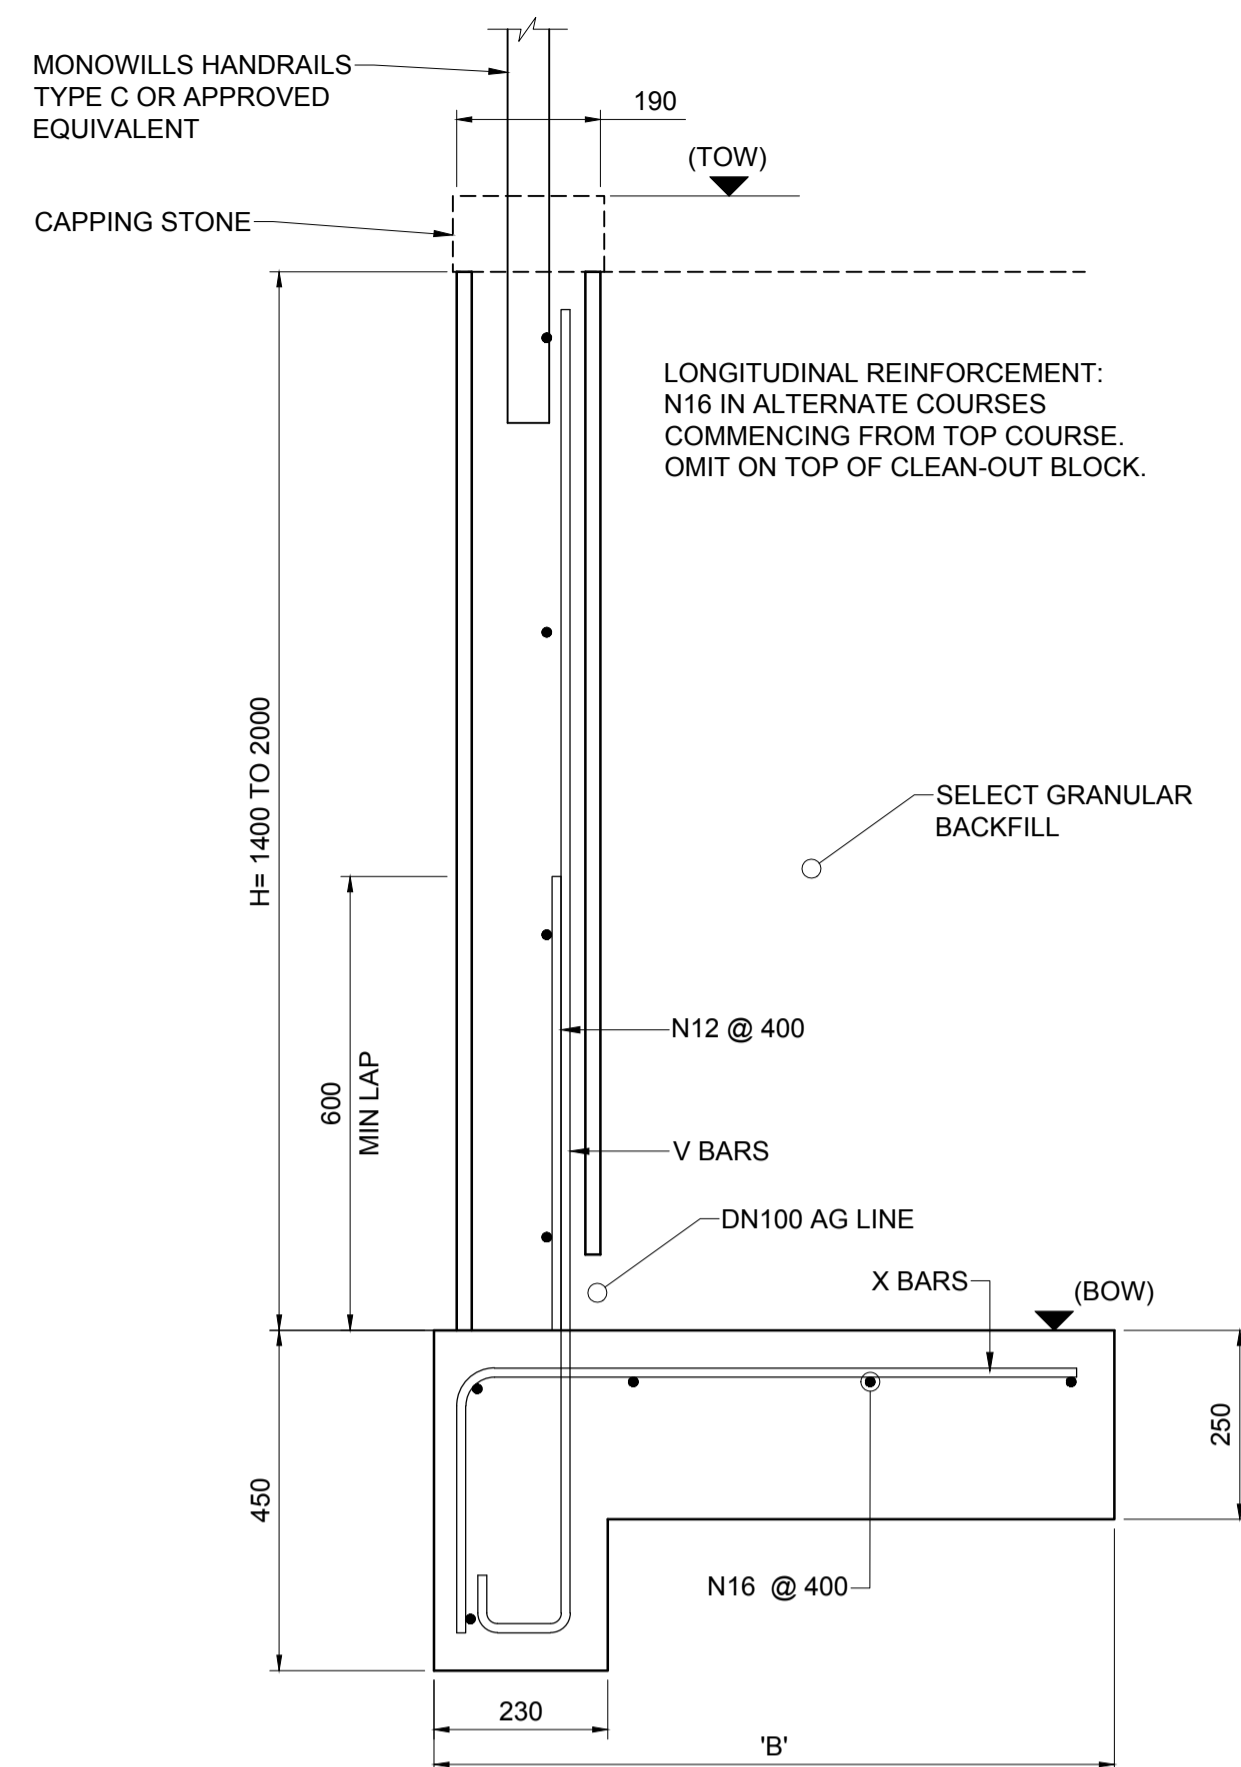 MONOWILLS HANDRAILS
TYPE C OR APPROVED
EQUIVALENT
190
(TOW)
CAPPING STONE
LONGITUDINAL REINFORCEMENT:
N16 IN ALTERNATE COURSES
COMMENCING FROM TOP COURSE.
OMIT ON TOP OF CLEAN-OUT BLOCK.
H= 1400 TO 2000
SELECT GRANULAR
BACKFILL
600
MIN LAP
N12 @ 400
V BARS
DN100 AG LINE
X BARS
(BOW)
250
450
N16 @ 400
230
'B'